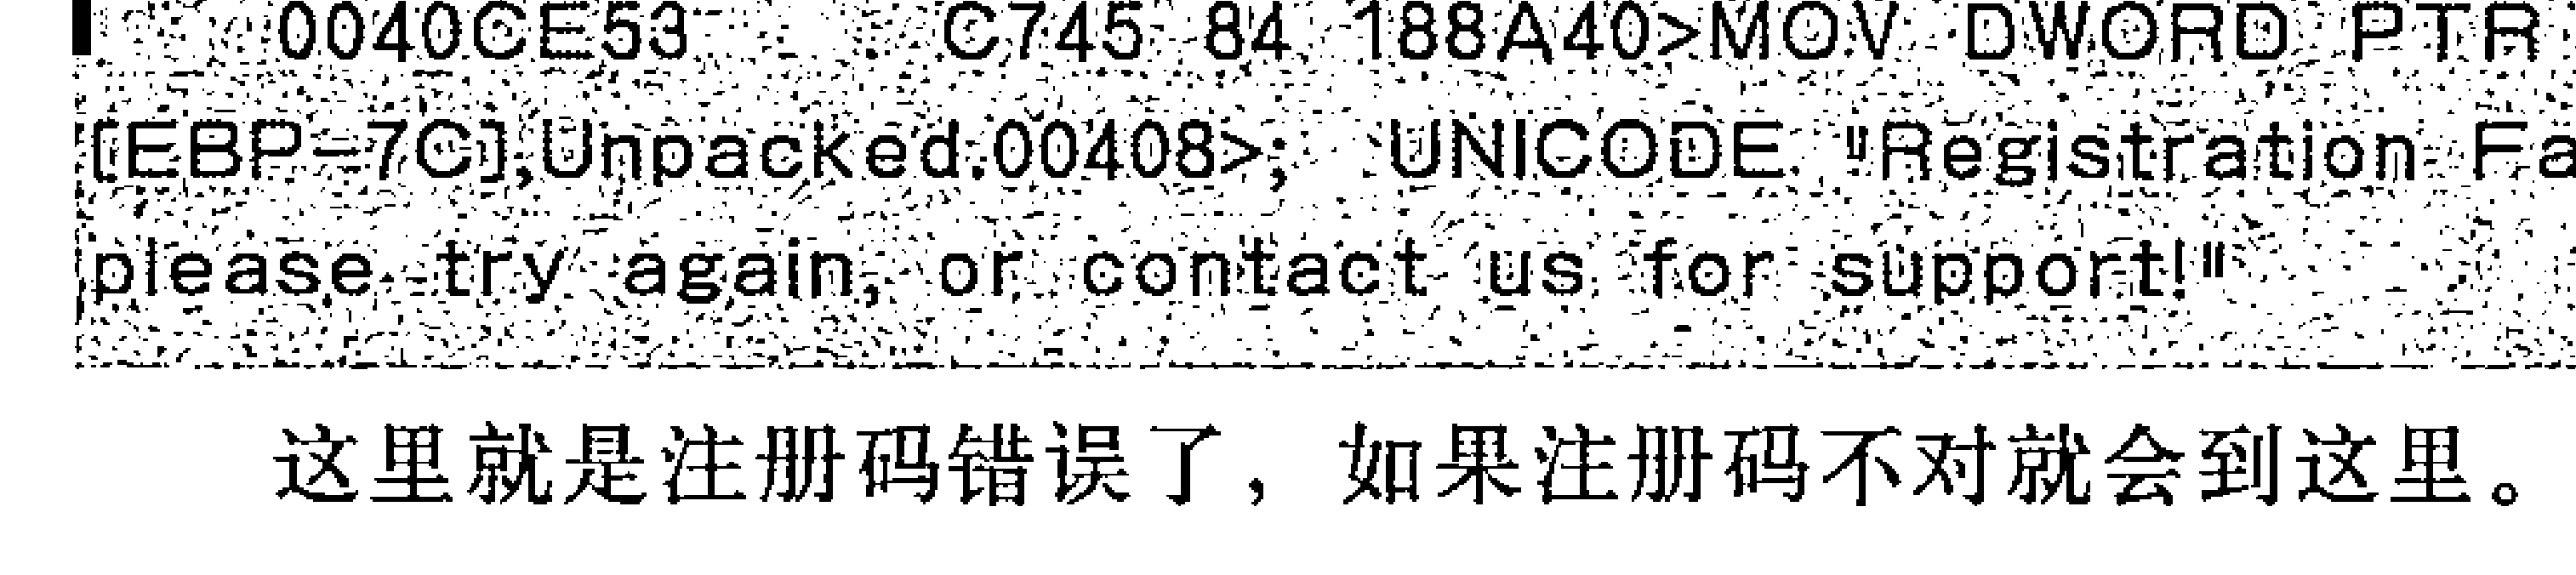 0040CE53 . C745 84 188A40>MOV DWORD PTR
[EBP-7C],Unpacked.00408>; UNICODE "Registration Fa
please try again, or contact us for support!"
这里就是注册码错误了，如果注册码不对就会到这里。